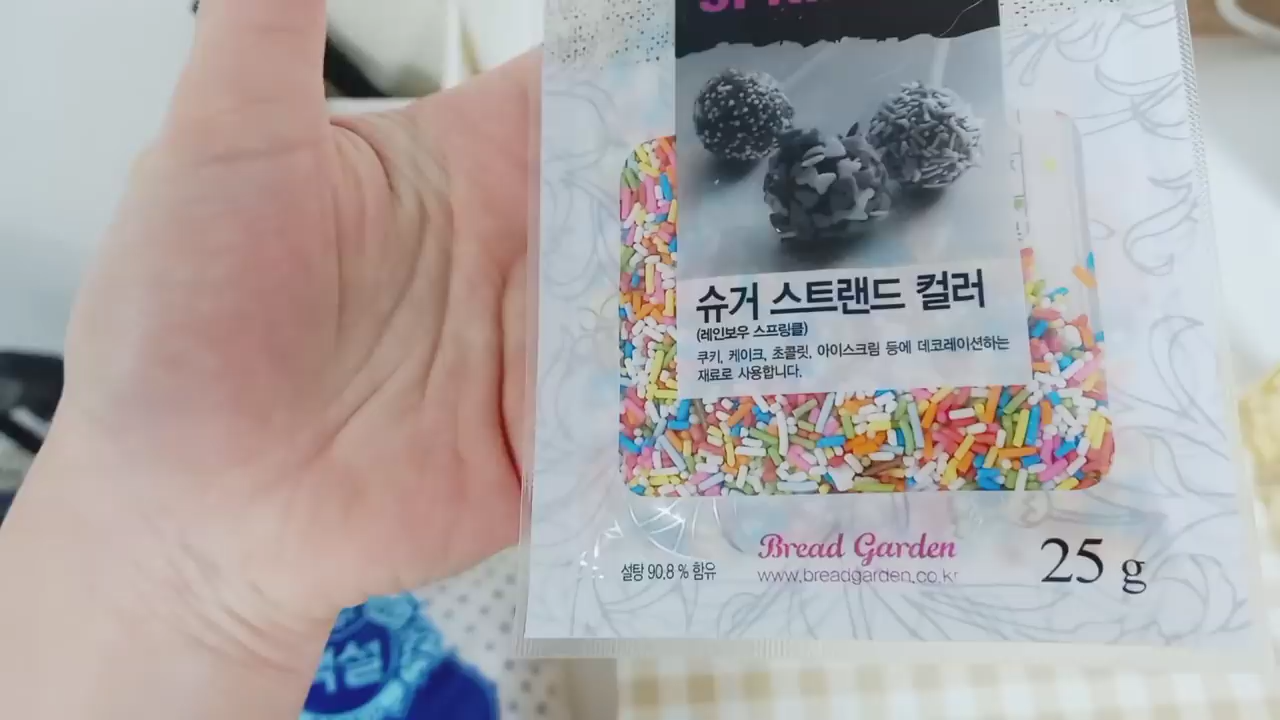 슈거 스트랜드 컬러
(레인보우 스프링클)
쿠키, 케이크, 초콜릿, 아이스크림 등에 데코레이션하는
재료로 사용합니다.
Bread Garden
설탕 90.8 % 함유
www.breadgarden.co.kr
25 g